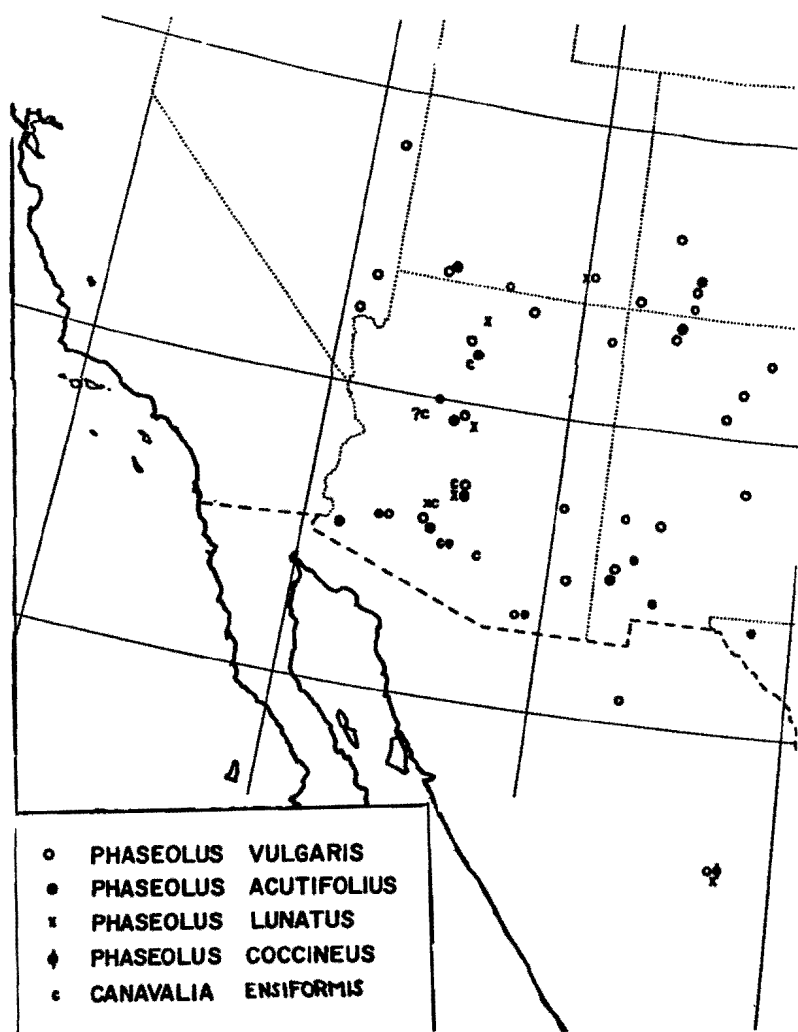 ?c
PHASEOLUS VULGARIS
PHASEOLUS ACUTIFOLIUS
x PHASEOLUS LUNATUS
PHASEOLUS COCCINEUS
c CANAVALIA ENSIFORMIS